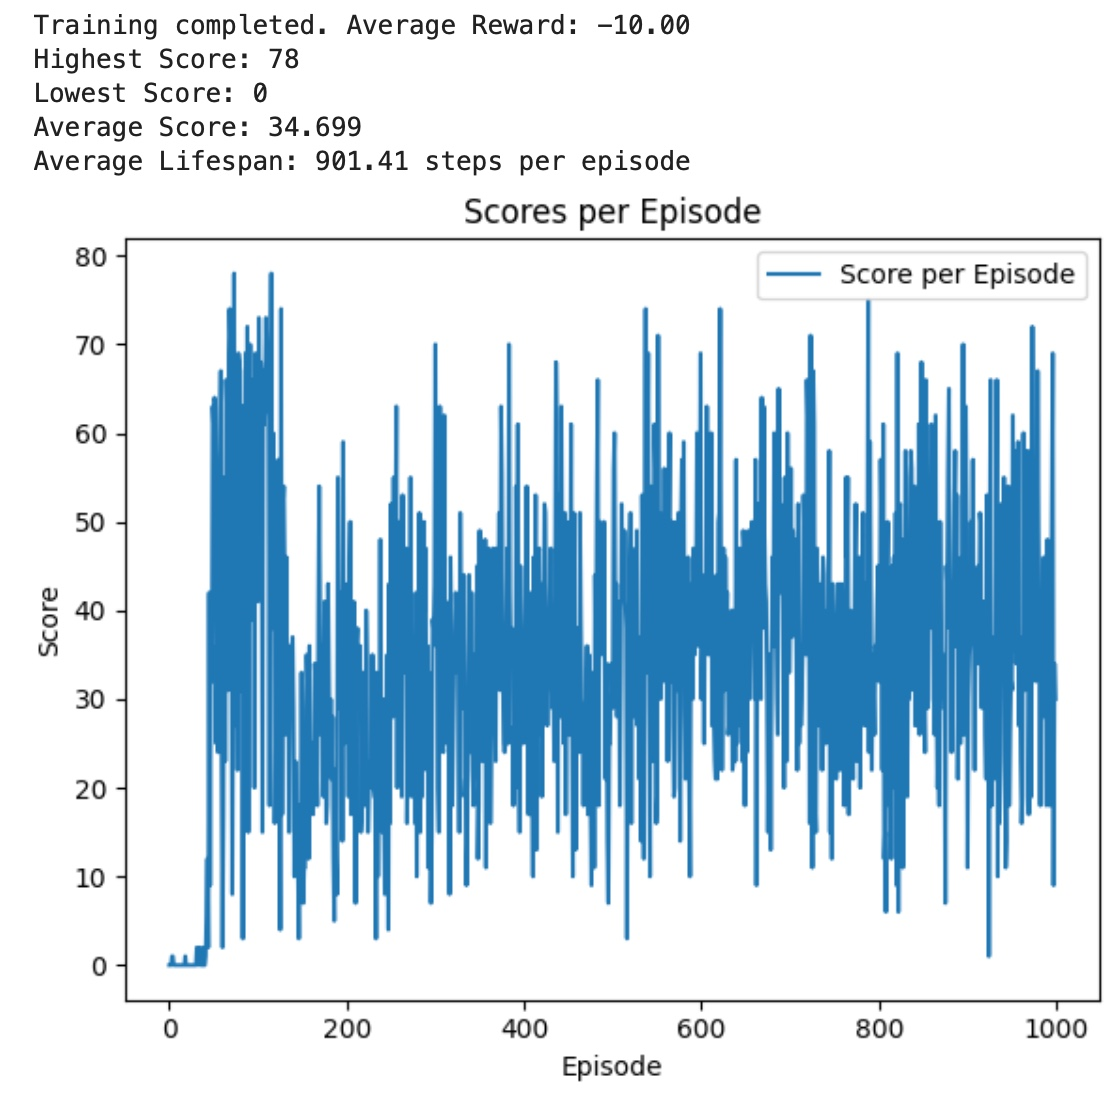 Training completed. Average Reward: −10.00
Highest Score: 78
Lowest Score: 0
Average Score: 34.699
Average Lifespan: 901.41 steps per episode
Scores per Episode
Score per Episode
80
70
60
50
40
30
20
10
0
Score
0 200 400 600 800 1000
Episode